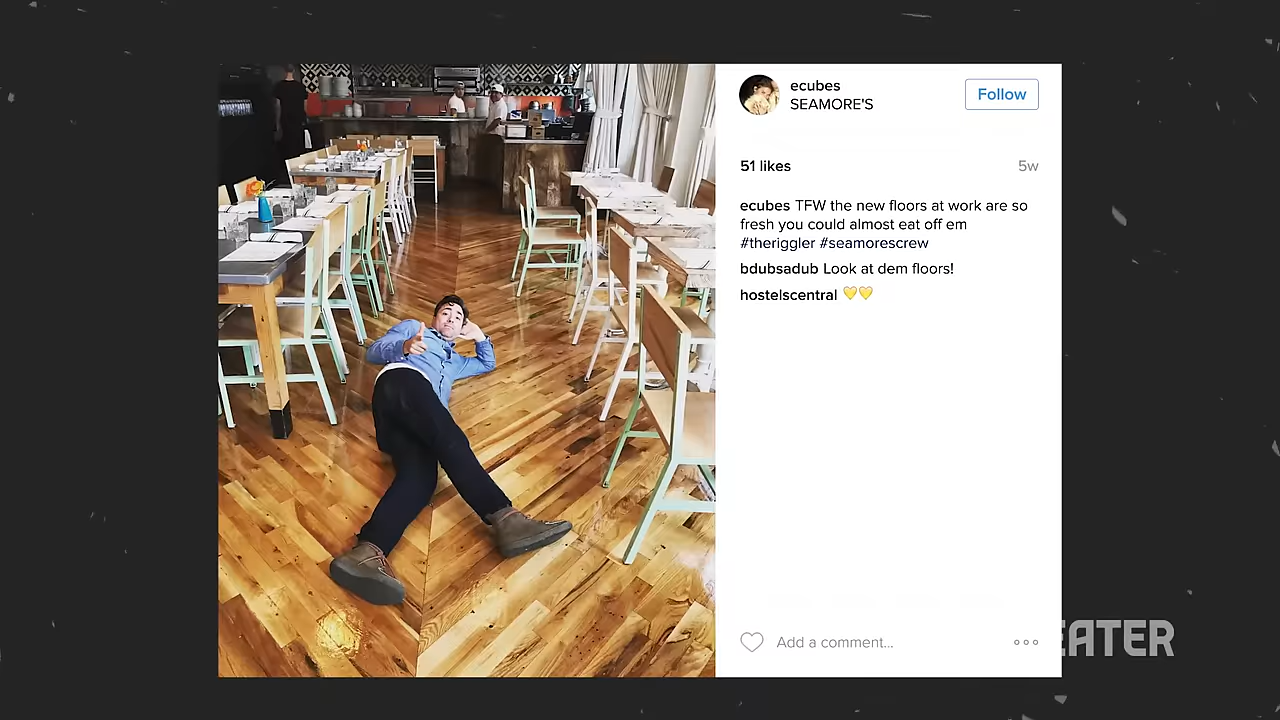 ecubes
SEAMORE'S
Follow
51 likes
5w
ecubes TFW the new floors at work are so
fresh you could almost eat off em
#theriggler #seamorescrew
bdubsadub Look at dem floors!
hostelscentral 💛💛
Add a comment...
EATER